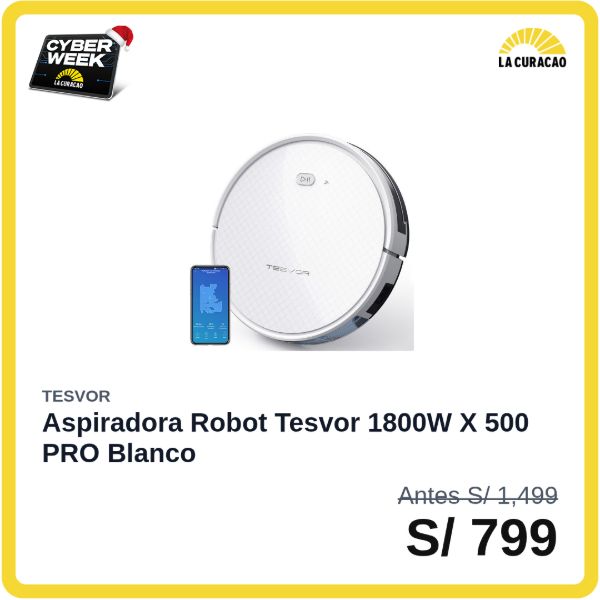 CYBER
WEEK
LA CURACAO
LA CURACAO
TESVOR
TESVOR
Aspiradora Robot Tesvor 1800W X 500
PRO Blanco
Antes S/ 1,499
S/ 799